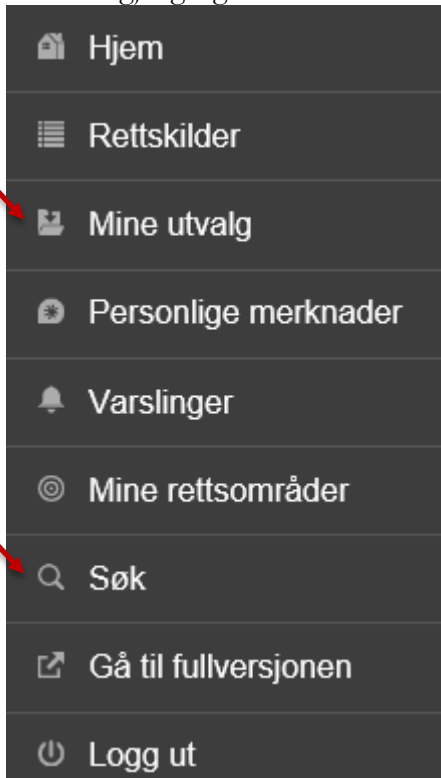 Hjem
Rettskilder
Mine utvalg
Personlige merknader
Varslinger
Mine rettsområder
Søk
Gå til fullversjonen
Logg ut